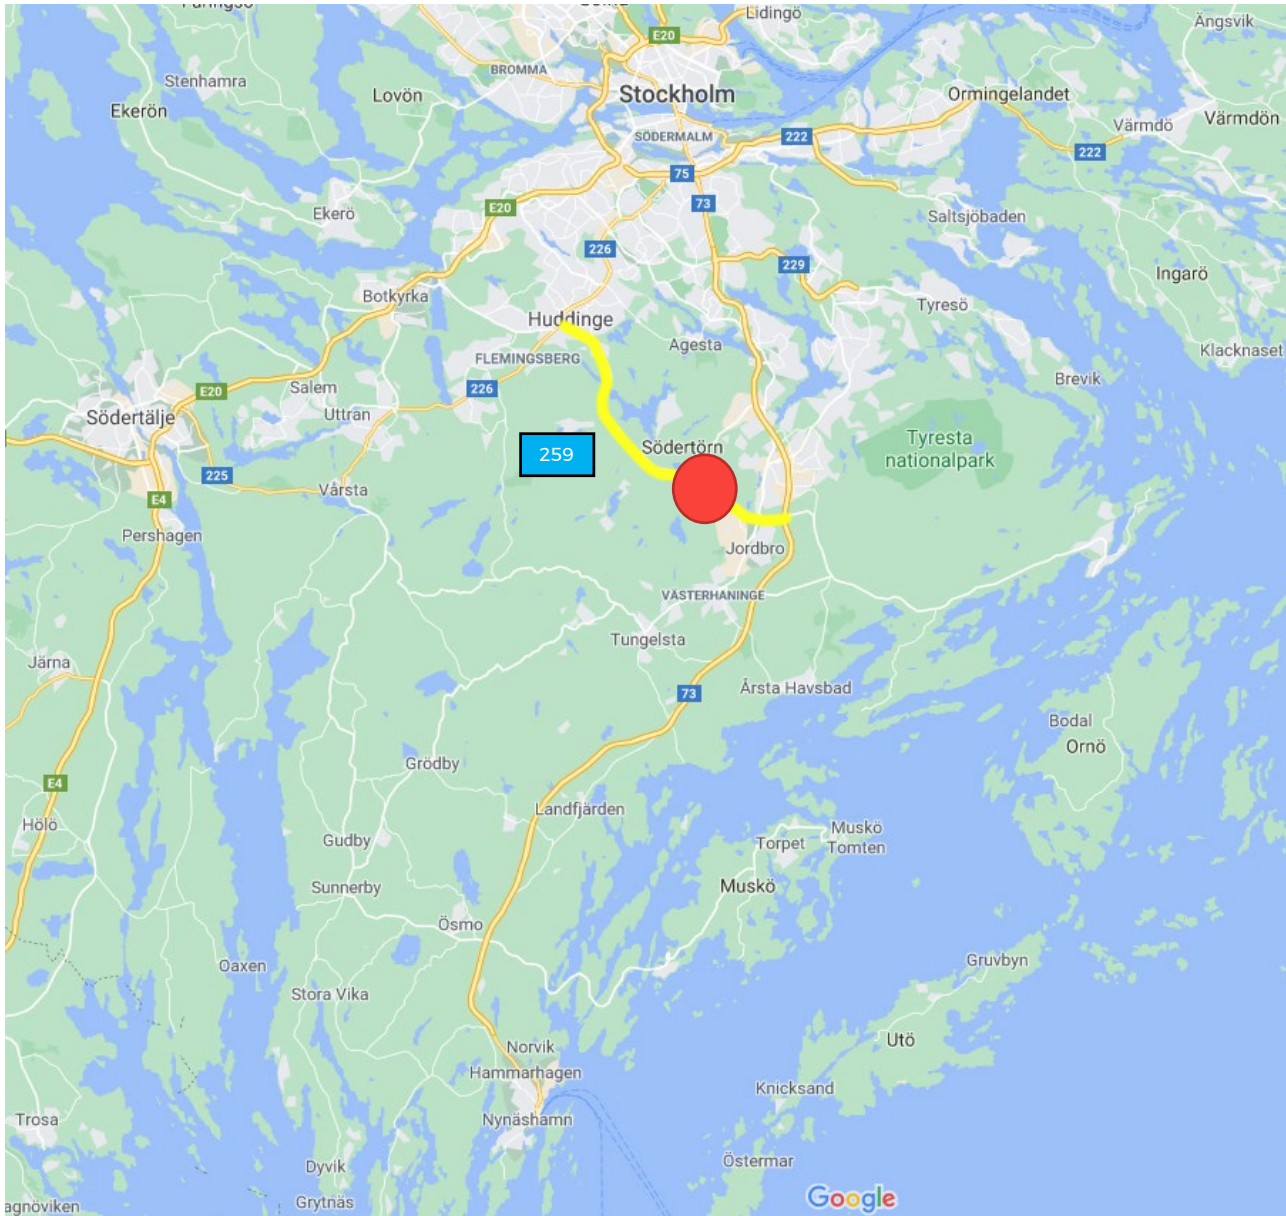 Lidingö
Ängsvik
E20
BROMMA
Stenhamra
Lovön
Stockholm
Ormingelandet
Ekerön
Värmdön
Värmdö
SÖDERMALM
222
222
75
73
Ekerö
E20
Saltsjöbaden
226
229
Ingarö
Botkyrka
Tyresö
Huddinge
Agesta
Klacknaset
FLEMINGSBERG
Brevik
Salem
226
E20
Södertälje
Uttran
Tyresta
nationalpark
Södertörn
259
225
Vårsta
E4
Pershagen
Jordbro
VÄSTERHANINGE
Tungelsta
Järna
73
Årsta Havsbad
Bodal
Ornö
Grödby
E4
Landfjärden
Hölö
Muskö
Tomten
Gudby
Torpet
Sunnerby
Muskö
Ösmo
Oaxen
Gruvbyn
Stora Vika
Utö
Norvik
Hammarhagen
Knicksand
Trosa
Nynäshamn
Dyvik
Östermar
Grytnäs
Google
agnöviken